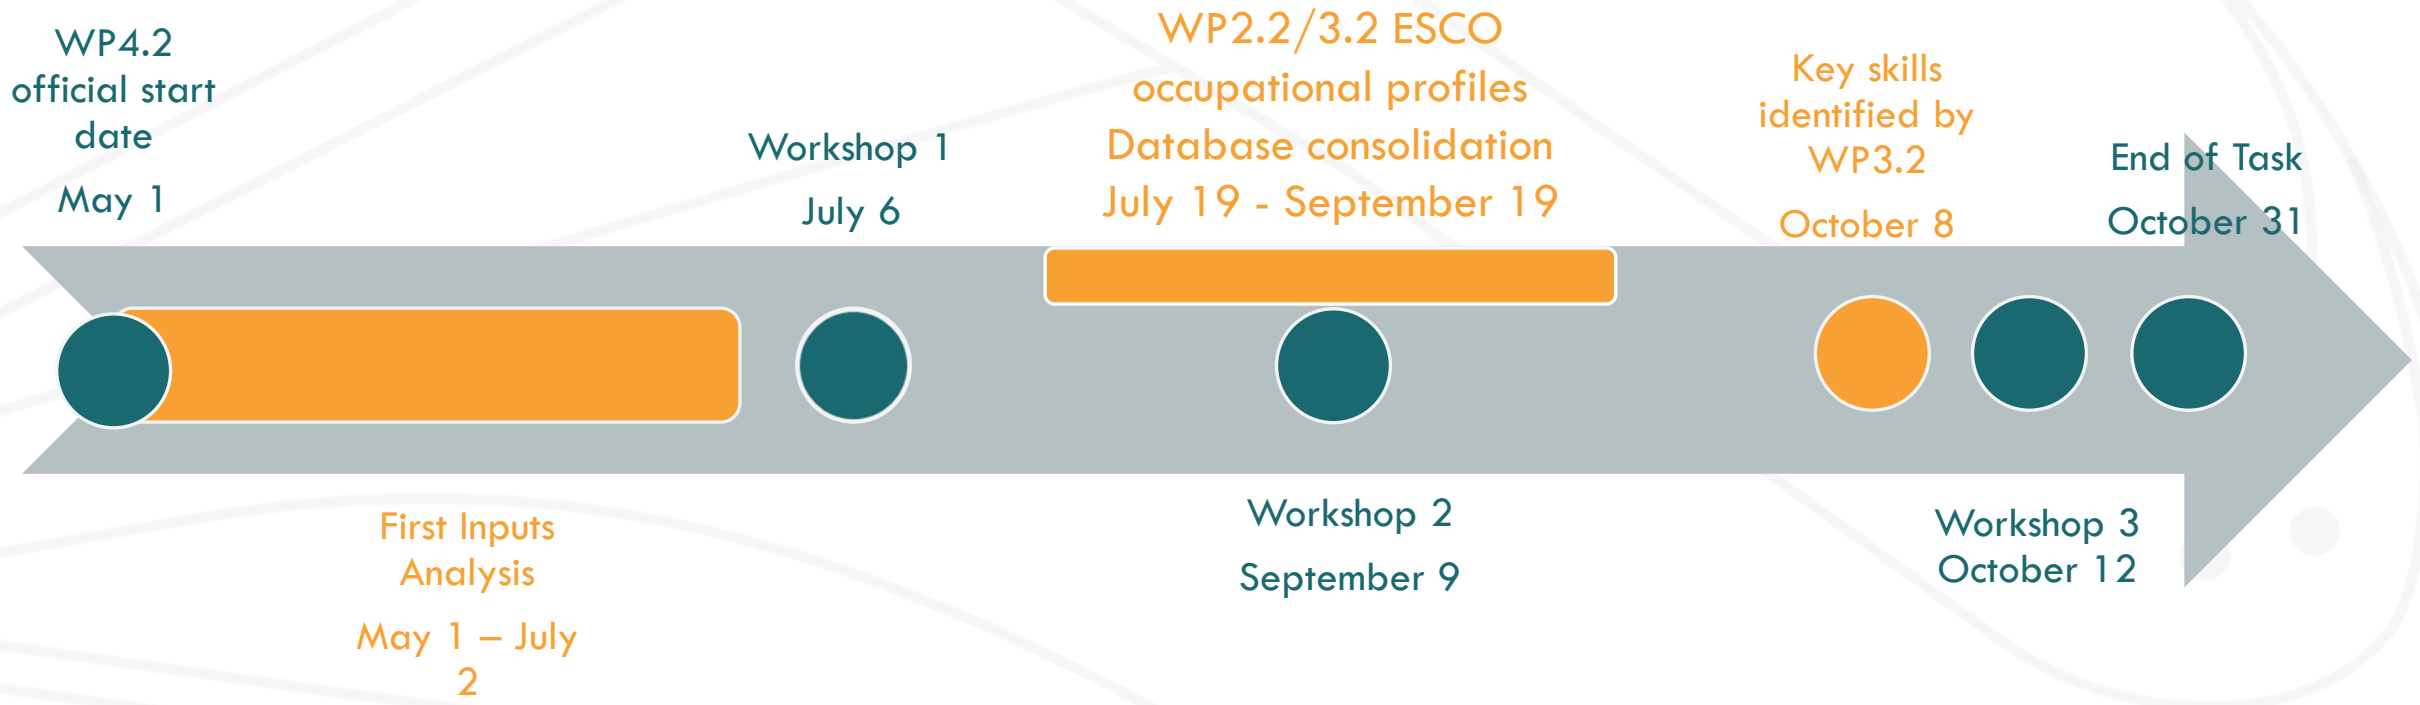 WP4.2
official start
date
May 1
Workshop 1
July 6
WP2.2/3.2 ESCO
occupational profiles
Database consolidation
July 19 - September 19
Key skills
identified by
WP3.2
October 8
End of Task
October 31
First Inputs
Analysis
May 1 – July
2
Workshop 2
September 9
Workshop 3
October 12